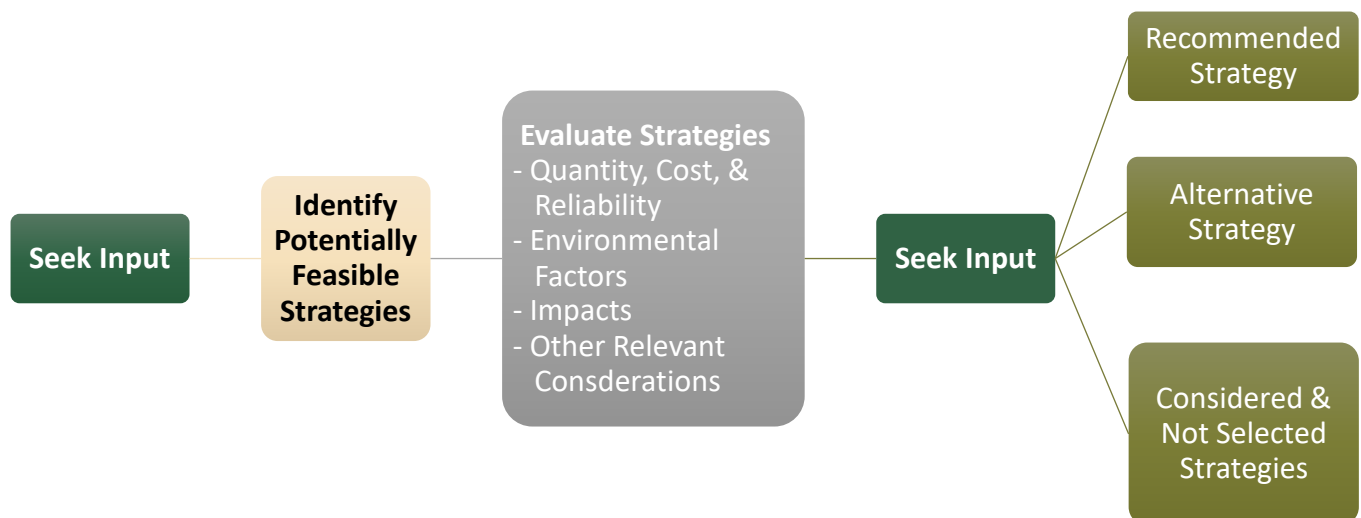 Seek Input
Identify
Potentially
Feasible
Strategies
Evaluate Strategies
- Quantity, Cost, &
Reliability
- Environmental
Factors
- Impacts
- Other Relevant
Consderations
Seek Input
Recommended
Strategy
Alternative
Strategy
Considered &
Not Selected
Strategies